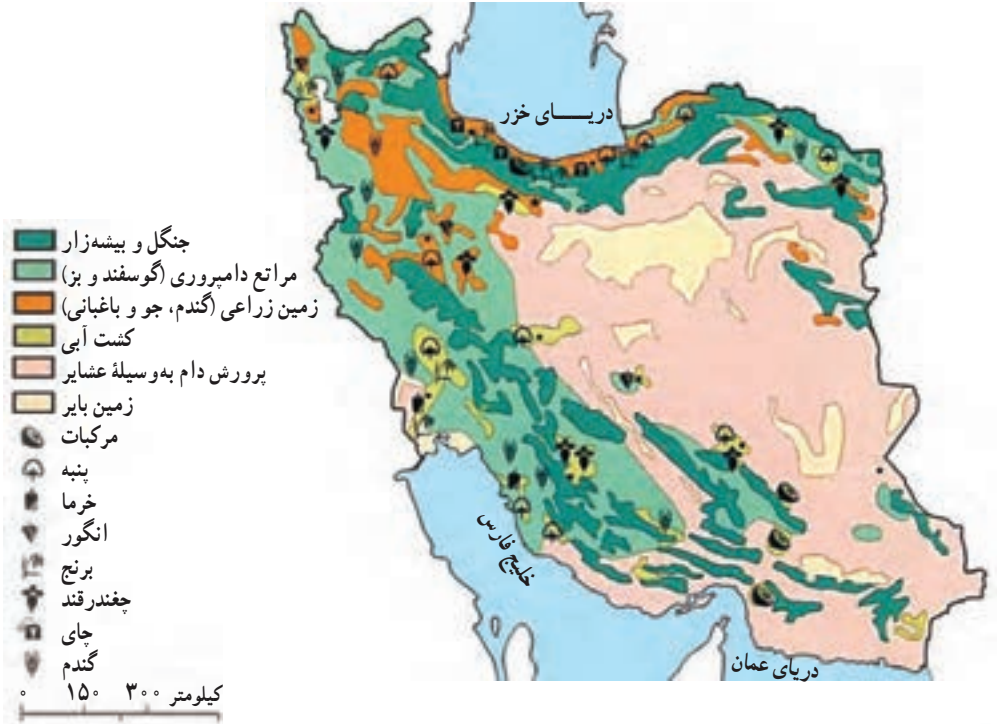 دریـــای خزر
جنگل و بیشه‌زار
مراتع دامپروری (گوسفند و بز)
زمین زراعی (گندم، جو و باغبانی)
کشت آبی
پرورش دام به‌وسیلهٔ عشایر
زمین بایر
مرکبات
پنبه
خرما
انگور
برنج
چغندرقند
چای
گندم
۰ ۱۵۰ ۳۰۰ کیلومتر
خلیج فارس
دریای عمان